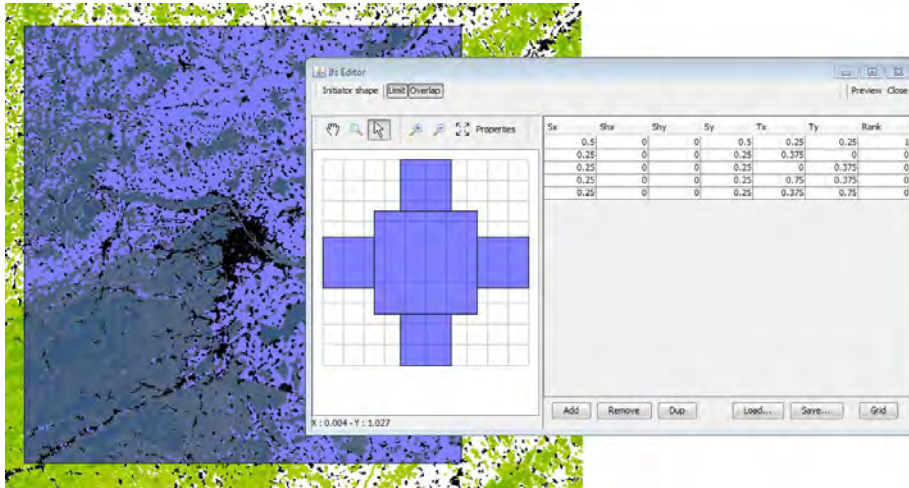 Ifs Editor
Initiator shape Limit Overlap Preview Close
Properties
Sx Shx Shy Sy Tx Ty Rank
0.5 0 0 0.5 0.25 0.25 1
0.25 0 0 0.25 0.375 0 0
0.25 0 0 0.25 0 0.375 0
0.25 0 0 0.25 0.75 0.375 0
0.25 0 0 0.25 0.375 0.75 0
Add Remove Dup Load... Save... Grid
X : 0.004 - Y : 1.027